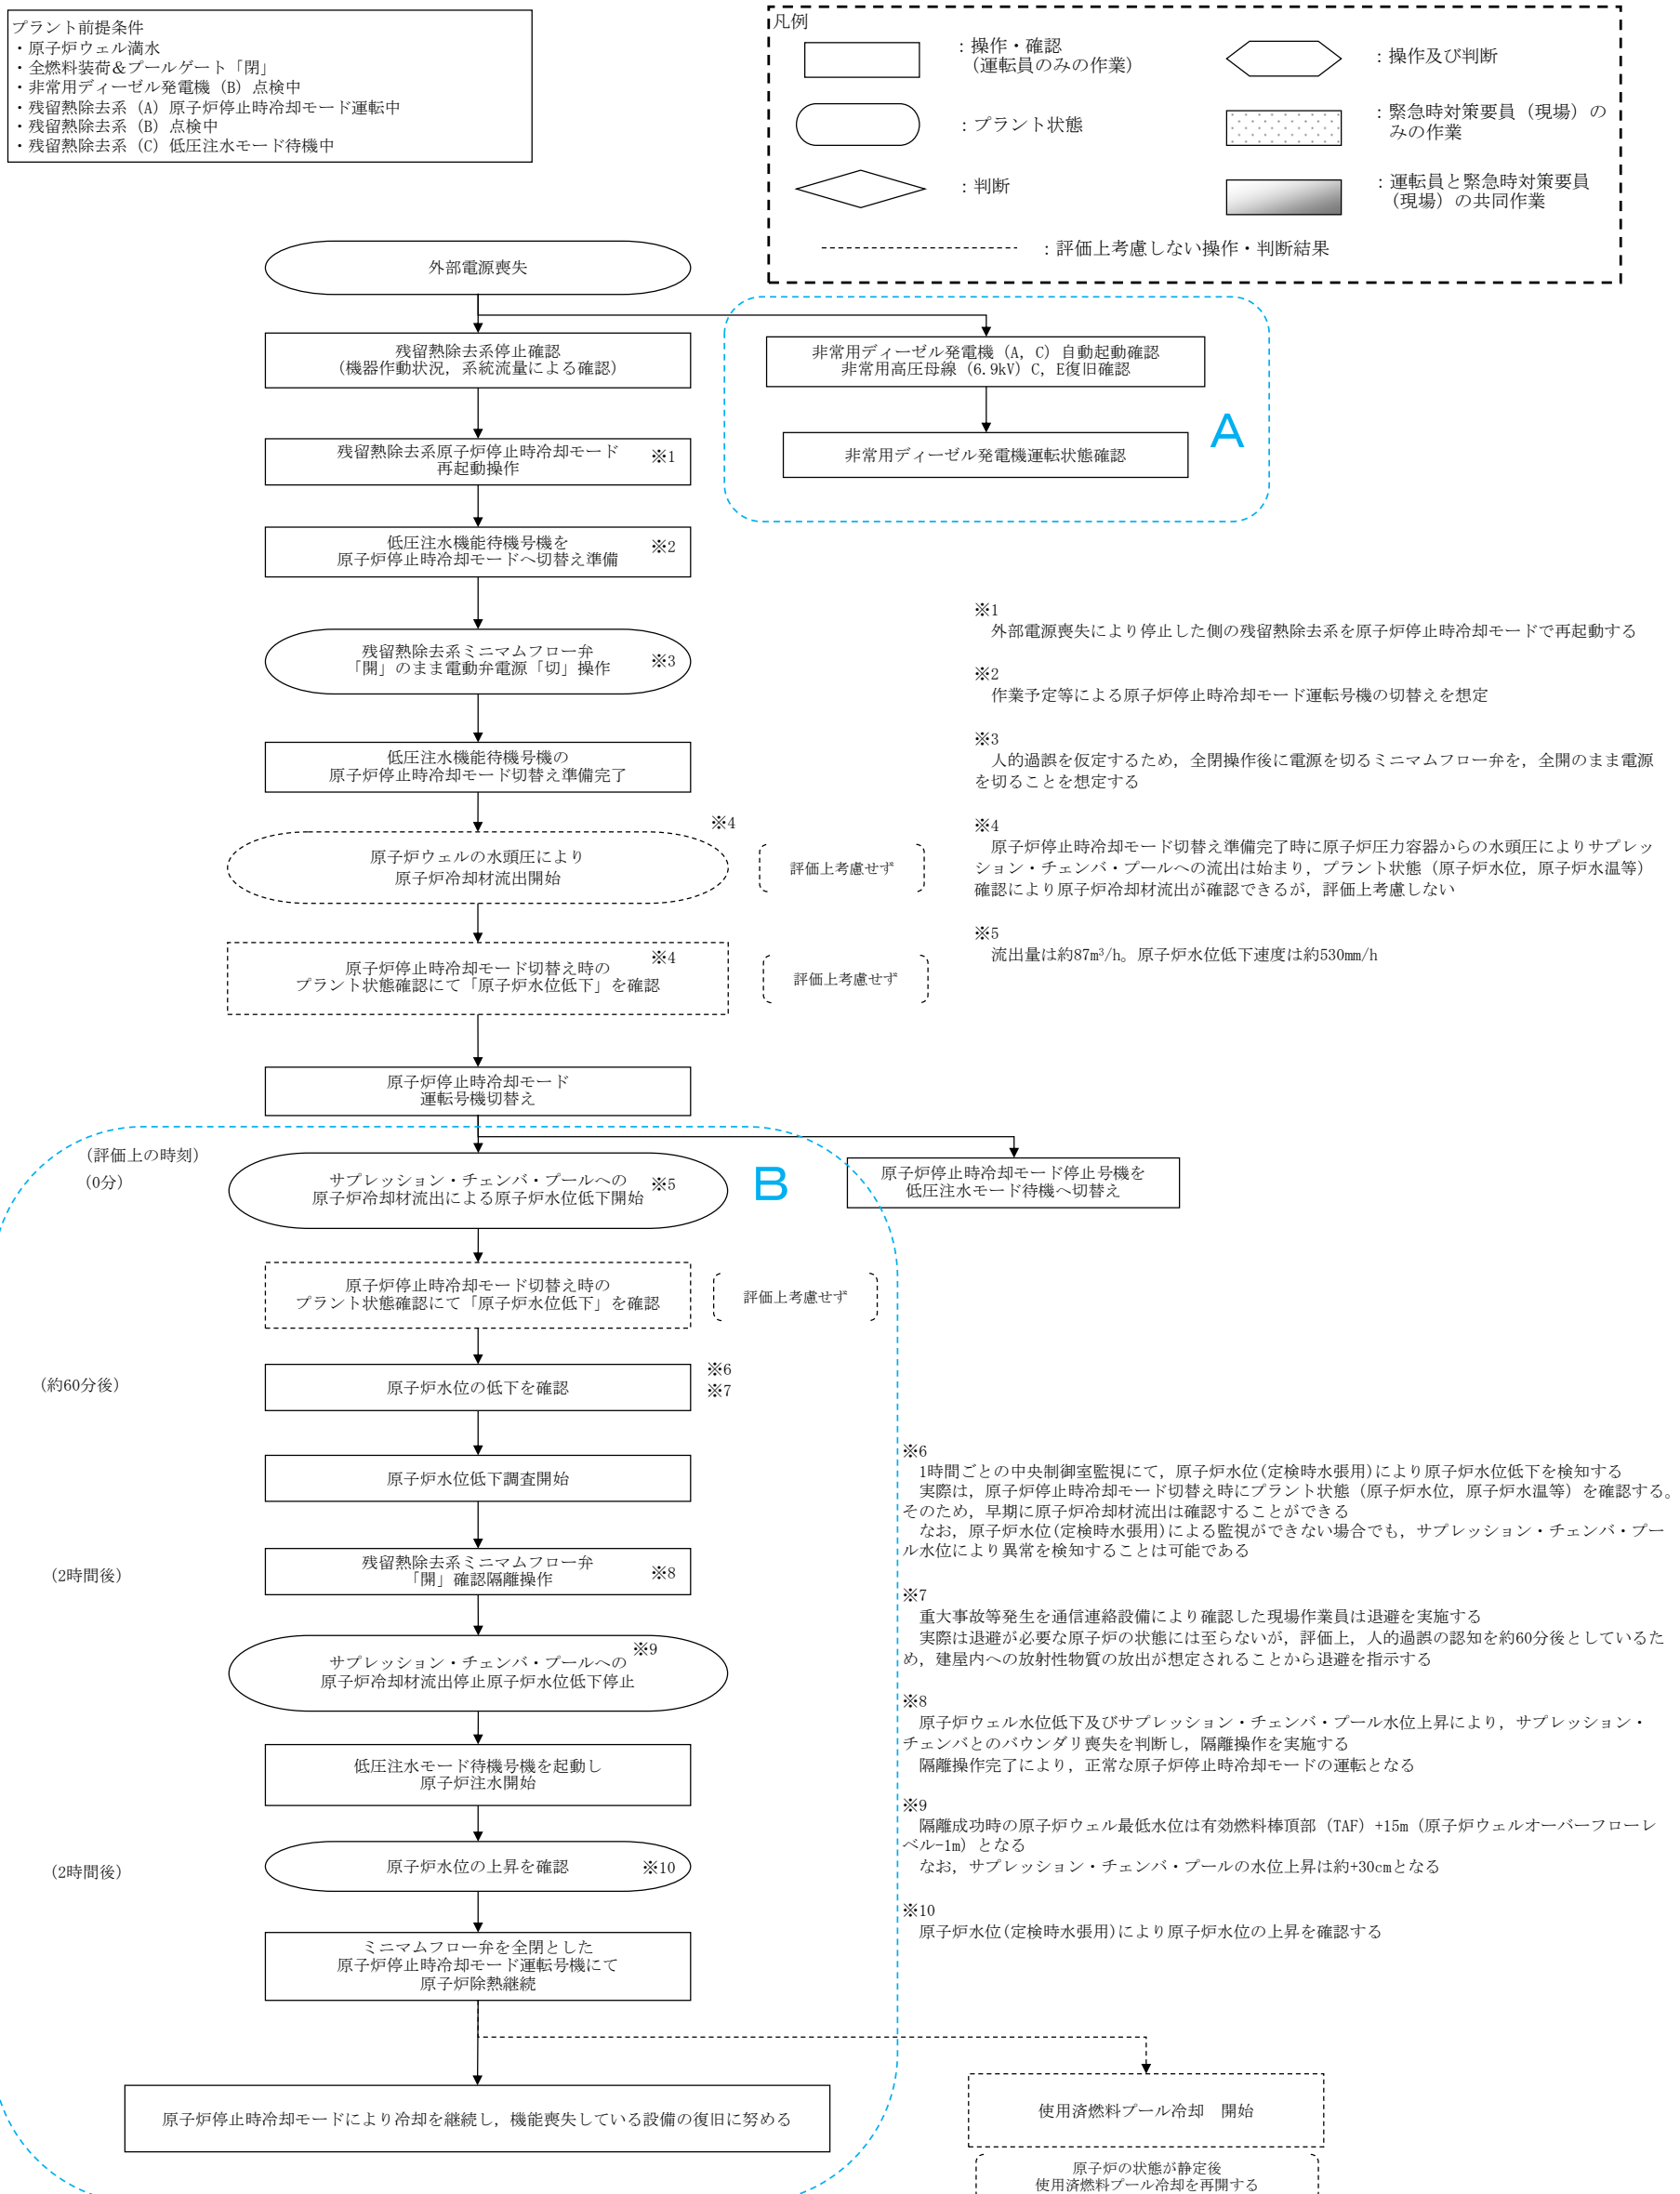 プラント前提条件
・原子炉ウェル満水
・全燃料装荷＆プールゲート「閉」
・非常用ディーゼル発電機（B）点検中
・残留熱除去系（A）原子炉停止時冷却モード運転中
・残留熱除去系（B）点検中
・残留熱除去系（C）低圧注水モード待機中
凡例
：操作・確認
（運転員のみの作業）
：操作及び判断
：プラント状態
：緊急時対策要員（現場）の
みの作業
：判断
：運転員と緊急時対策要員
（現場）の共同作業
：評価上考慮しない操作・判断結果
外部電源喪失
残留熱除去系停止確認
（機器作動状況，系統流量による確認）
非常用ディーゼル発電機（A，C）自動起動確認
非常用高圧母線（6.9kV）C，E復旧確認
A
非常用ディーゼル発電機運転状態確認
残留熱除去系原子炉停止時冷却モード
再起動操作
※1
低圧注水機能待機号機を
原子炉停止時冷却モードへ切替え準備
※2
残留熱除去系ミニマムフロー弁
「開」のまま電動弁電源「切」操作
※3
低圧注水機能待機号機の
原子炉停止時冷却モード切替え準備完了
※4
原子炉ウェルの水頭圧により
原子炉冷却材流出開始
評価上考慮せず
原子炉停止時冷却モード切替え時の
プラント状態確認にて「原子炉水位低下」を確認
※4
評価上考慮せず
原子炉停止時冷却モード
運転号機切替え
※1
外部電源喪失により停止した側の残留熱除去系を原子炉停止時冷却モードで再起動する
※2
作業予定等による原子炉停止時冷却モード運転号機の切替えを想定
※3
人的過誤を仮定するため，全閉操作後に電源を切るミニマムフロー弁を，全開のまま電源
を切ることを想定する
※4
原子炉停止時冷却モード切替え準備完了時に原子炉圧力容器からの水頭圧によりサプレッ
ション・チェンバ・プールへの流出は始まり，プラント状態（原子炉水位，原子炉水温等）
確認により原子炉冷却材流出が確認できるが，評価上考慮しない
※5
流出量は約87m³/h。原子炉水位低下速度は約530mm/h
（評価上の時刻）
（0分）
サプレッション・チェンバ・プールへの
原子炉冷却材流出による原子炉水位低下開始
※5
B
原子炉停止時冷却モード停止号機を
低圧注水モード待機へ切替え
原子炉停止時冷却モード切替え時の
プラント状態確認にて「原子炉水位低下」を確認
評価上考慮せず
（約60分後）
原子炉水位の低下を確認
※6
※7
原子炉水位低下調査開始
（2時間後）
残留熱除去系ミニマムフロー弁
「開」確認隔離操作
※8
サプレッション・チェンバ・プールへの
原子炉冷却材流出停止原子炉水位低下停止
※9
低圧注水モード待機号機を起動し
原子炉注水開始
（2時間後）
原子炉水位の上昇を確認
※10
ミニマムフロー弁を全閉とした
原子炉停止時冷却モード運転号機にて
原子炉除熱継続
原子炉停止時冷却モードにより冷却を継続し，機能喪失している設備の復旧に努める
※6
1時間ごとの中央制御室監視にて，原子炉水位(定検時水張用)により原子炉水位低下を検知する
実際は，原子炉停止時冷却モード切替え時にプラント状態（原子炉水位，原子炉水温等）を確認する。
そのため，早期に原子炉冷却材流出は確認することができる
なお，原子炉水位(定検時水張用)による監視ができない場合でも，サプレッション・チェンバ・プー
ル水位により異常を検知することは可能である
※7
重大事故等発生を通信連絡設備により確認した現場作業員は退避を実施する
実際は退避が必要な原子炉の状態には至らないが，評価上，人的過誤の認知を約60分後としているた
め，建屋内への放射性物質の放出が想定されることから退避を指示する
※8
原子炉ウェル水位低下及びサプレッション・チェンバ・プール水位上昇により，サプレッション・
チェンバとのバウンダリ喪失を判断し，隔離操作を実施する
隔離操作完了により，正常な原子炉停止時冷却モードの運転となる
※9
隔離成功時の原子炉ウェル最低水位は有効燃料棒頂部（TAF）+15m（原子炉ウェルオーバーフローレ
ベル-1m）となる
なお，サプレッション・チェンバ・プールの水位上昇は約+30cmとなる
※10
原子炉水位(定検時水張用)により原子炉水位の上昇を確認する
使用済燃料プール冷却　開始
原子炉の状態が静定後
使用済燃料プール冷却を再開する